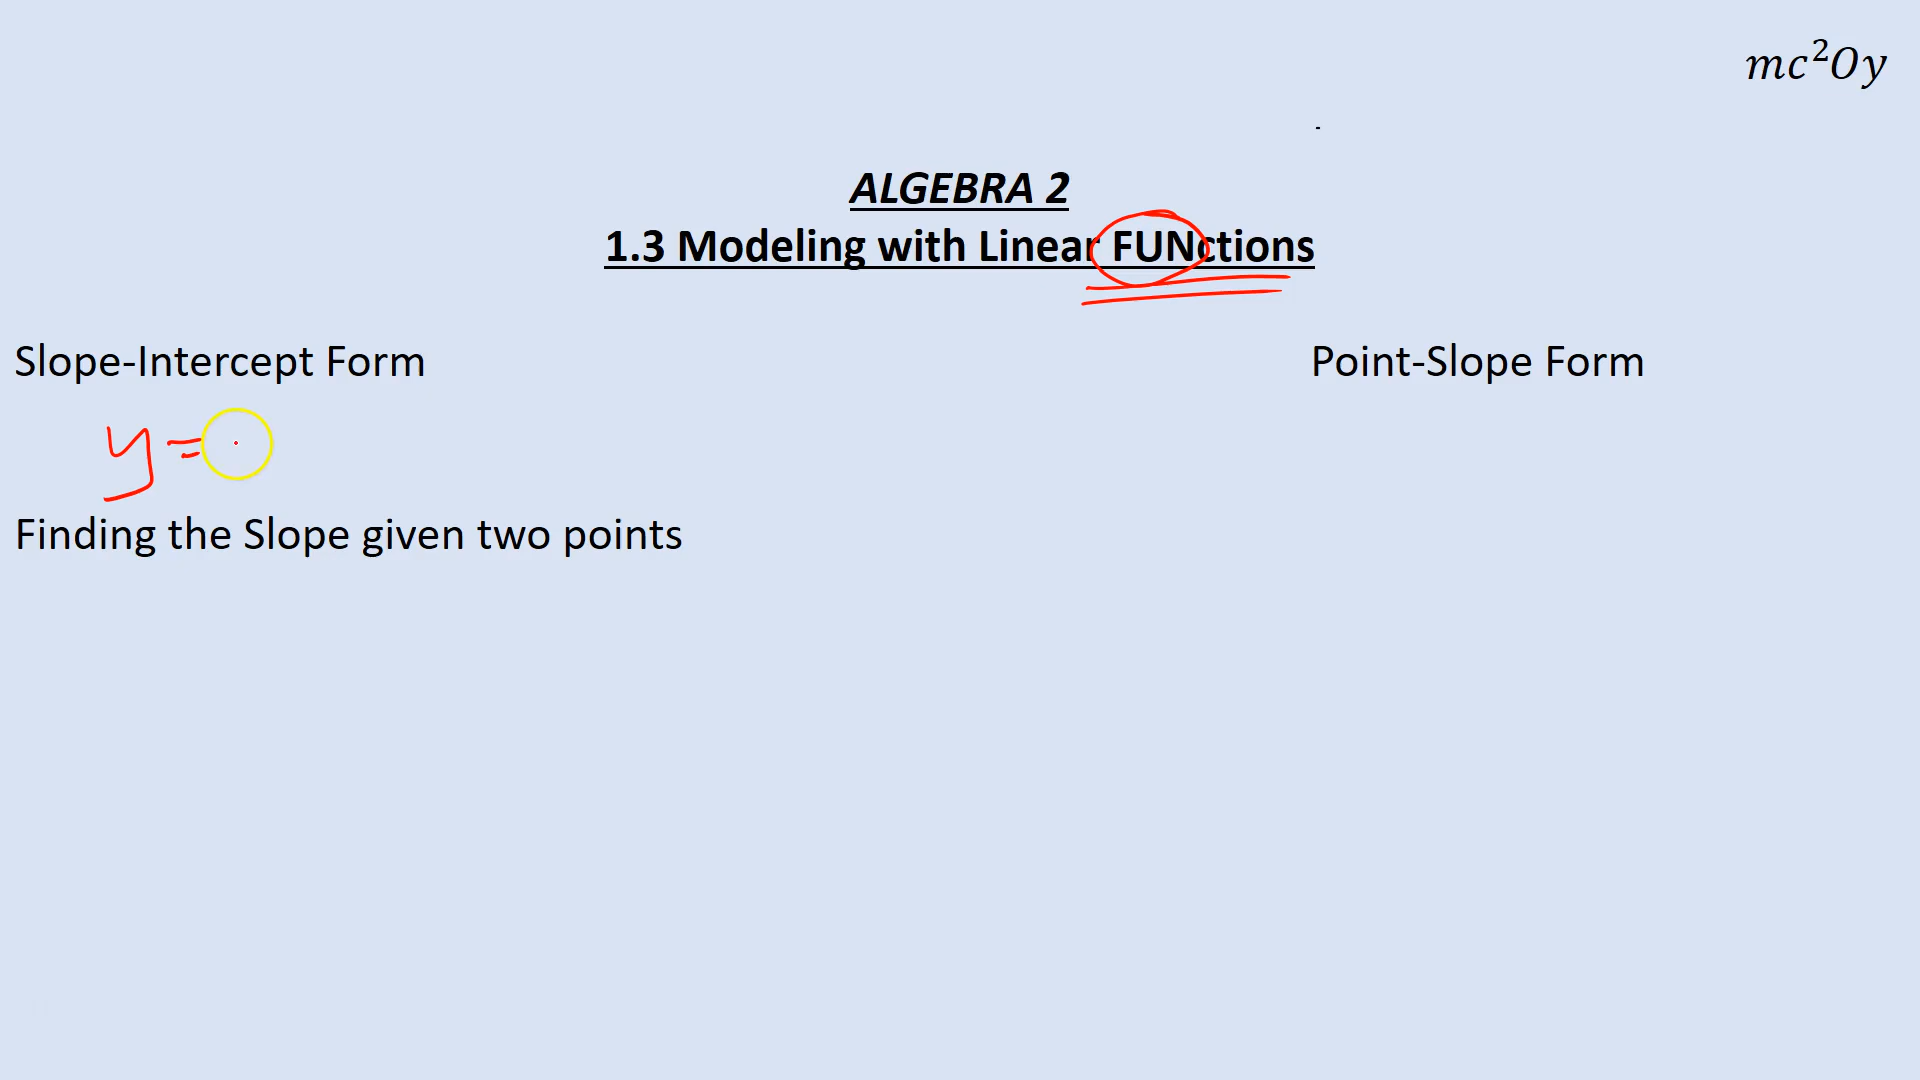 mc²Oy
ALGEBRA 2
1.3 Modeling with Linear FUNctions
Slope-Intercept Form
Point-Slope Form
y =
Finding the Slope given two points